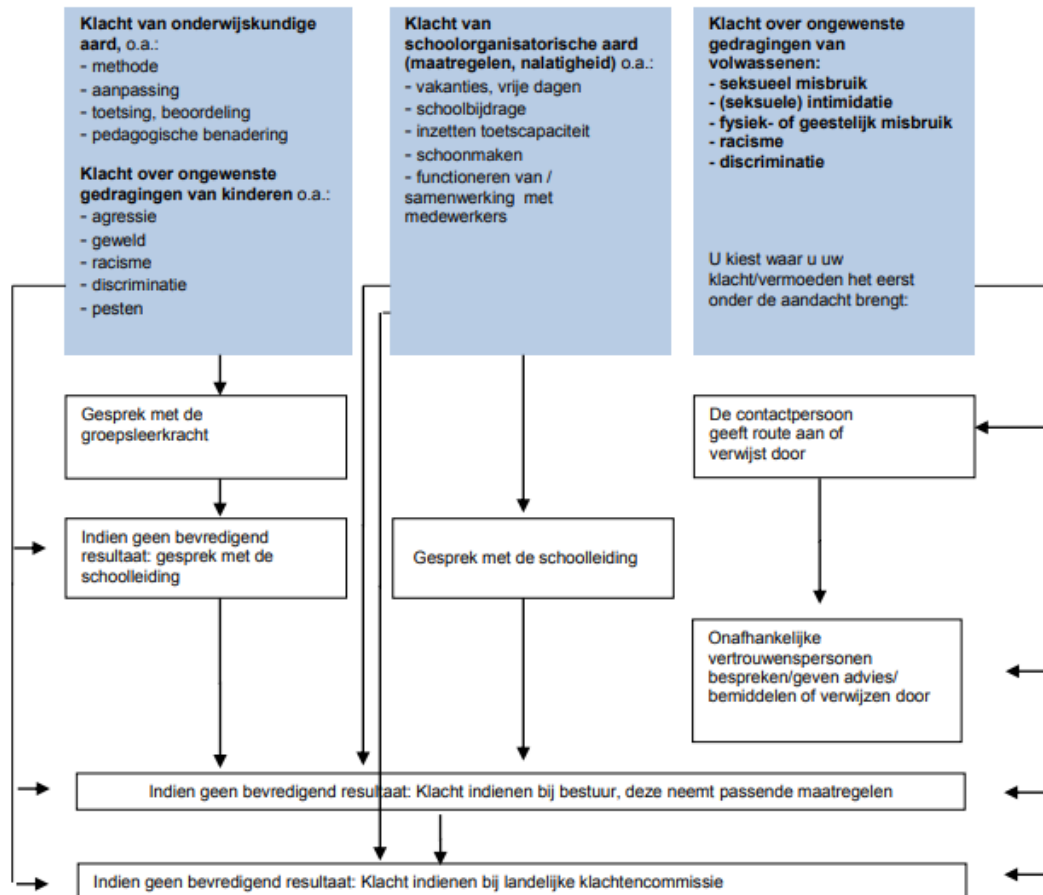 Klacht van onderwijskundige
aard, o.a.:
- methode
- aanpassing
- toetsing, beoordeling
- pedagogische benadering
Klacht over ongewenste
gedragingen van kinderen o.a.:
- agressie
- geweld
- racisme
- discriminatie
- pesten
Klacht van
schoolorganisatorische aard
(maatregelen, nalatigheid) o.a.:
- vakanties, vrije dagen
- schoolbijdrage
- inzetten toetscapaciteit
- schoonmaken
- functioneren van /
samenwerking met
medewerkers
Klacht over ongewenste
gedragingen van
volwassenen:
- seksueel misbruik
- (seksuele) intimidatie
- fysiek- of geestelijk misbruik
- racisme
- discriminatie
U kiest waar u uw
klacht/vermoeden het eerst
onder de aandacht brengt:
Gesprek met de
groepsleerkracht
De contactpersoon
geeft route aan of
verwijst door
Indien geen bevredigend
resultaat: gesprek met de
schoolleiding
Gesprek met de schoolleiding
Onafhankelijke
vertrouwenspersonen
bespreken/geven advies/
bemiddelen of verwijzen door
Indien geen bevredigend resultaat: Klacht indienen bij bestuur, deze neemt passende maatregelen
Indien geen bevredigend resultaat: Klacht indienen bij landelijke klachtencommissie